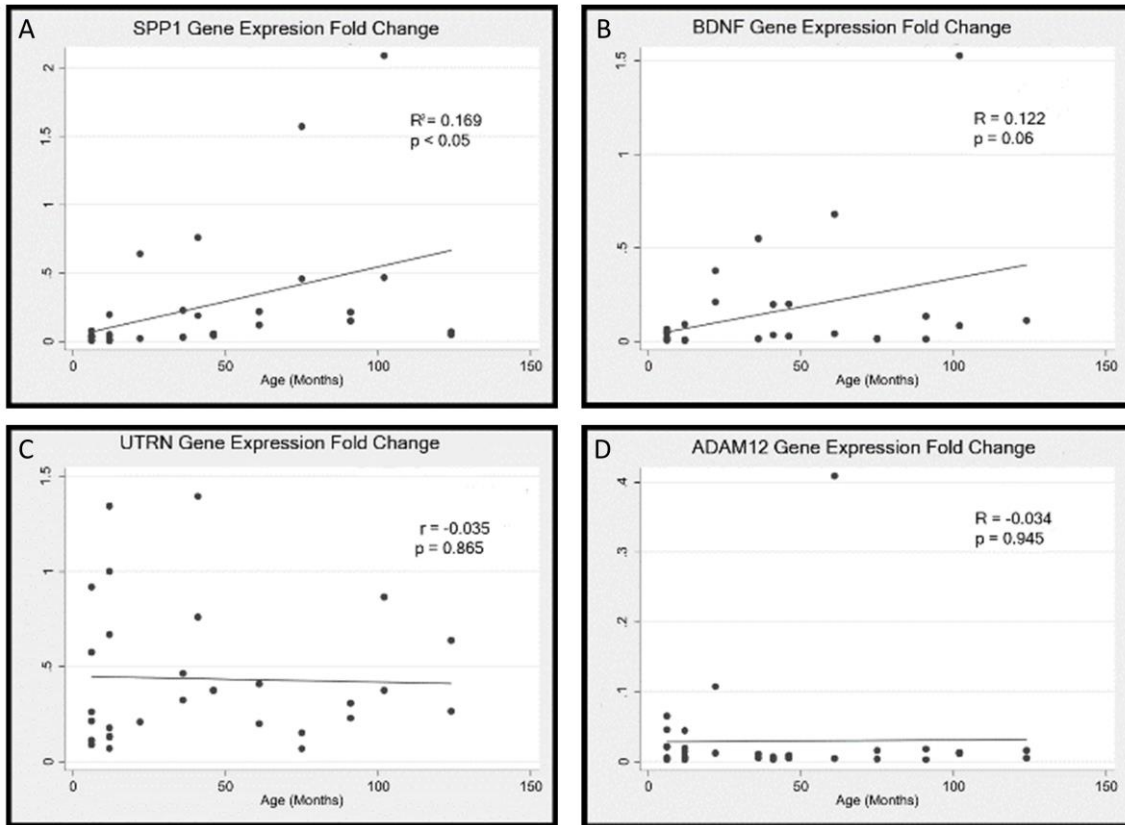 A
SPP1 Gene Expresion Fold Change
R² = 0.169
p < 0.05
2
1.5
1
.5
0
0 50 100 150
Age (Months)
B
BDNF Gene Expression Fold Change
R = 0.122
p = 0.06
1.5
1
.5
0
0 50 100 150
Age (Months)
C
UTRN Gene Expression Fold Change
r = -0.035
p = 0.865
1.5
1
.5
0
0 50 100 150
Age (Months)
D
ADAM12 Gene Expression Fold Change
R = -0.034
p = 0.945
.4
.3
.2
.1
0
0 50 100 150
Age (Months)